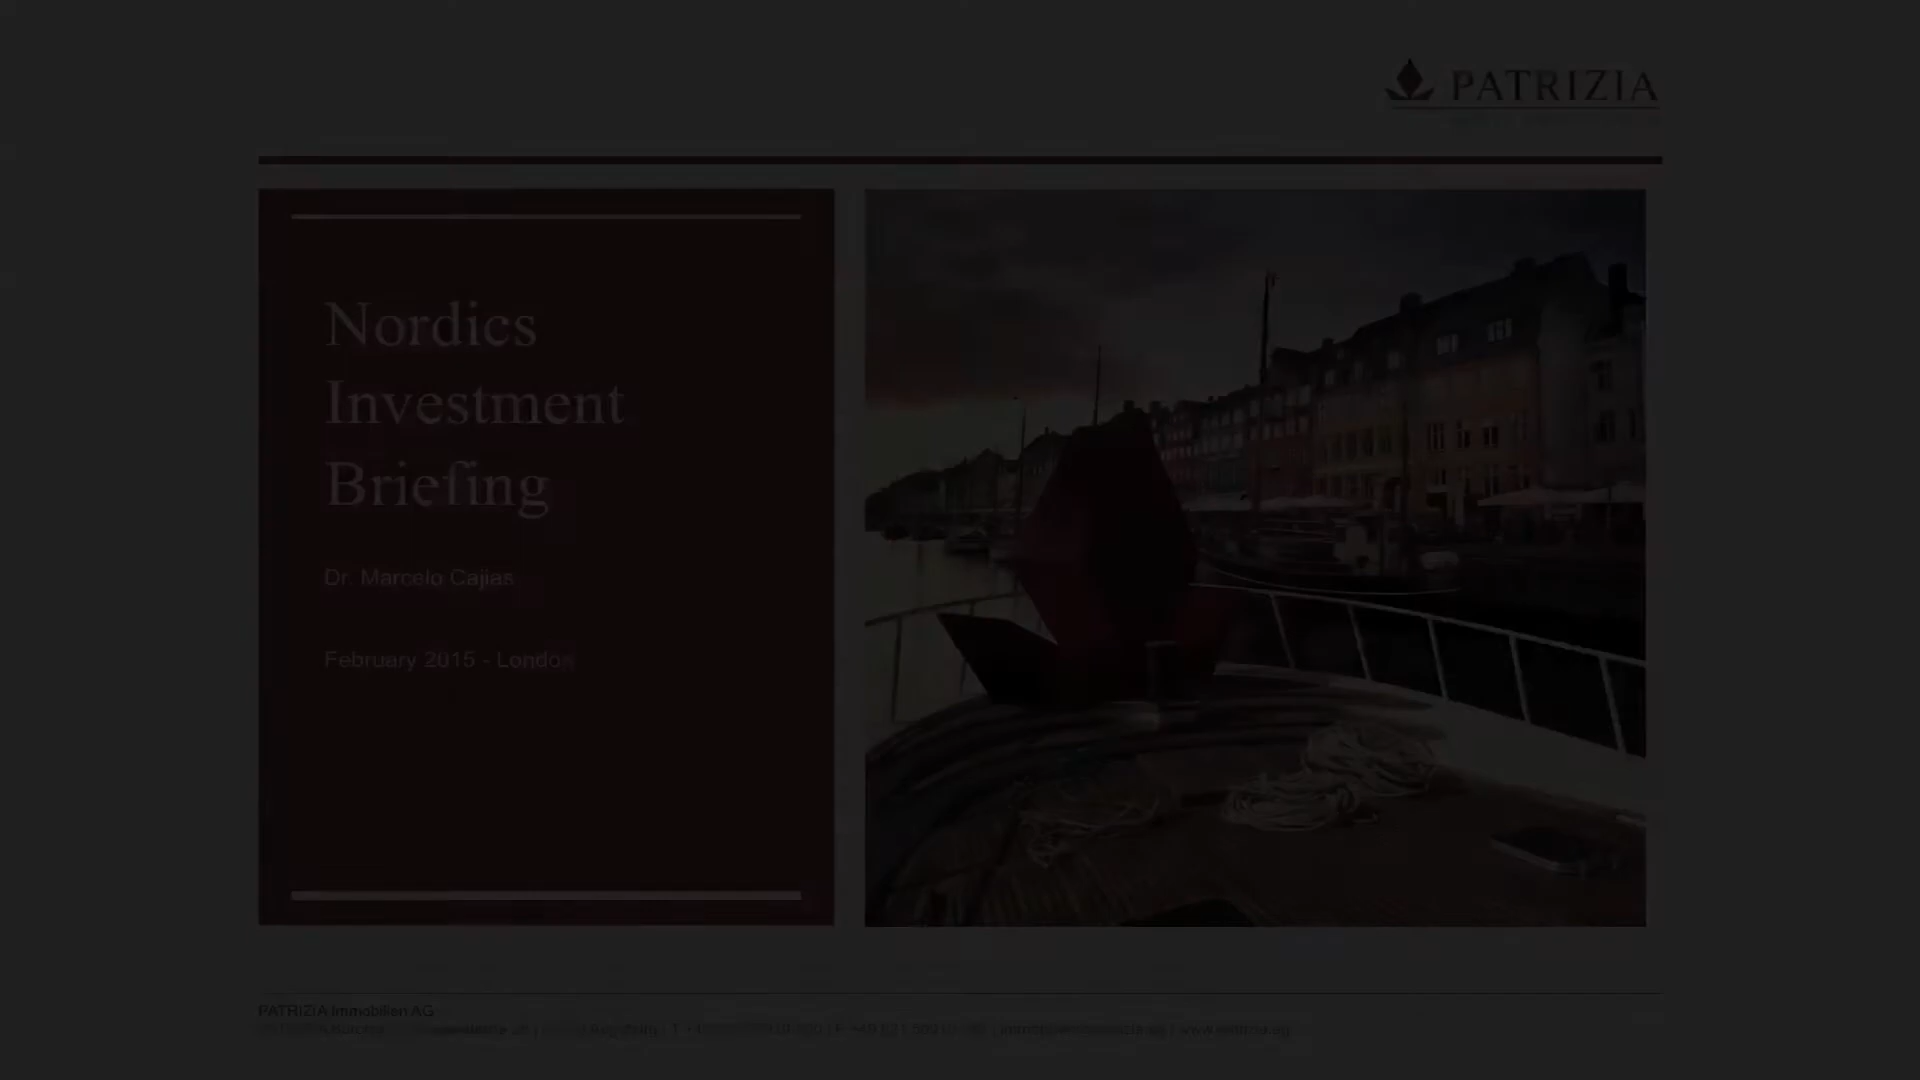 PATRIZIA
Nordics
Investment
Briefing
Dr. Marcelo Cajias
February 2015 - London
PATRIZIA Immobilien AG